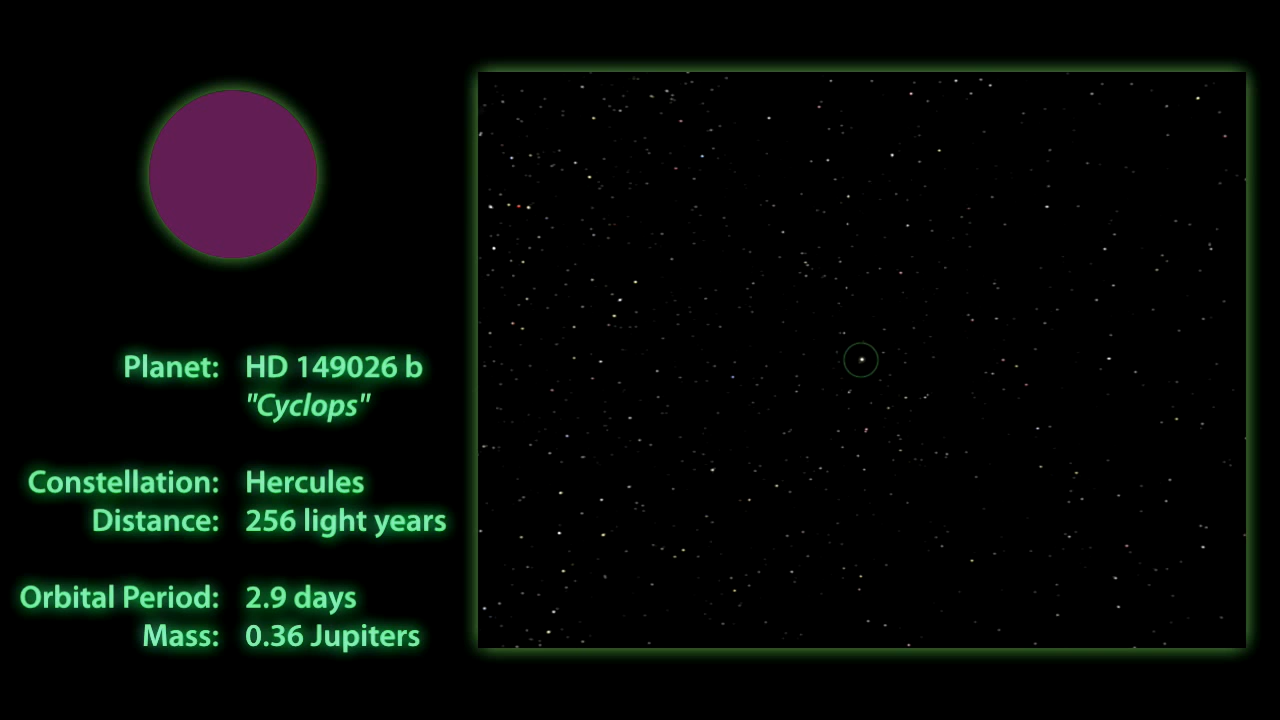 Planet: HD 149026 b
"Cyclops"
Constellation: Hercules
Distance: 256 light years
Orbital Period: 2.9 days
Mass: 0.36 Jupiters